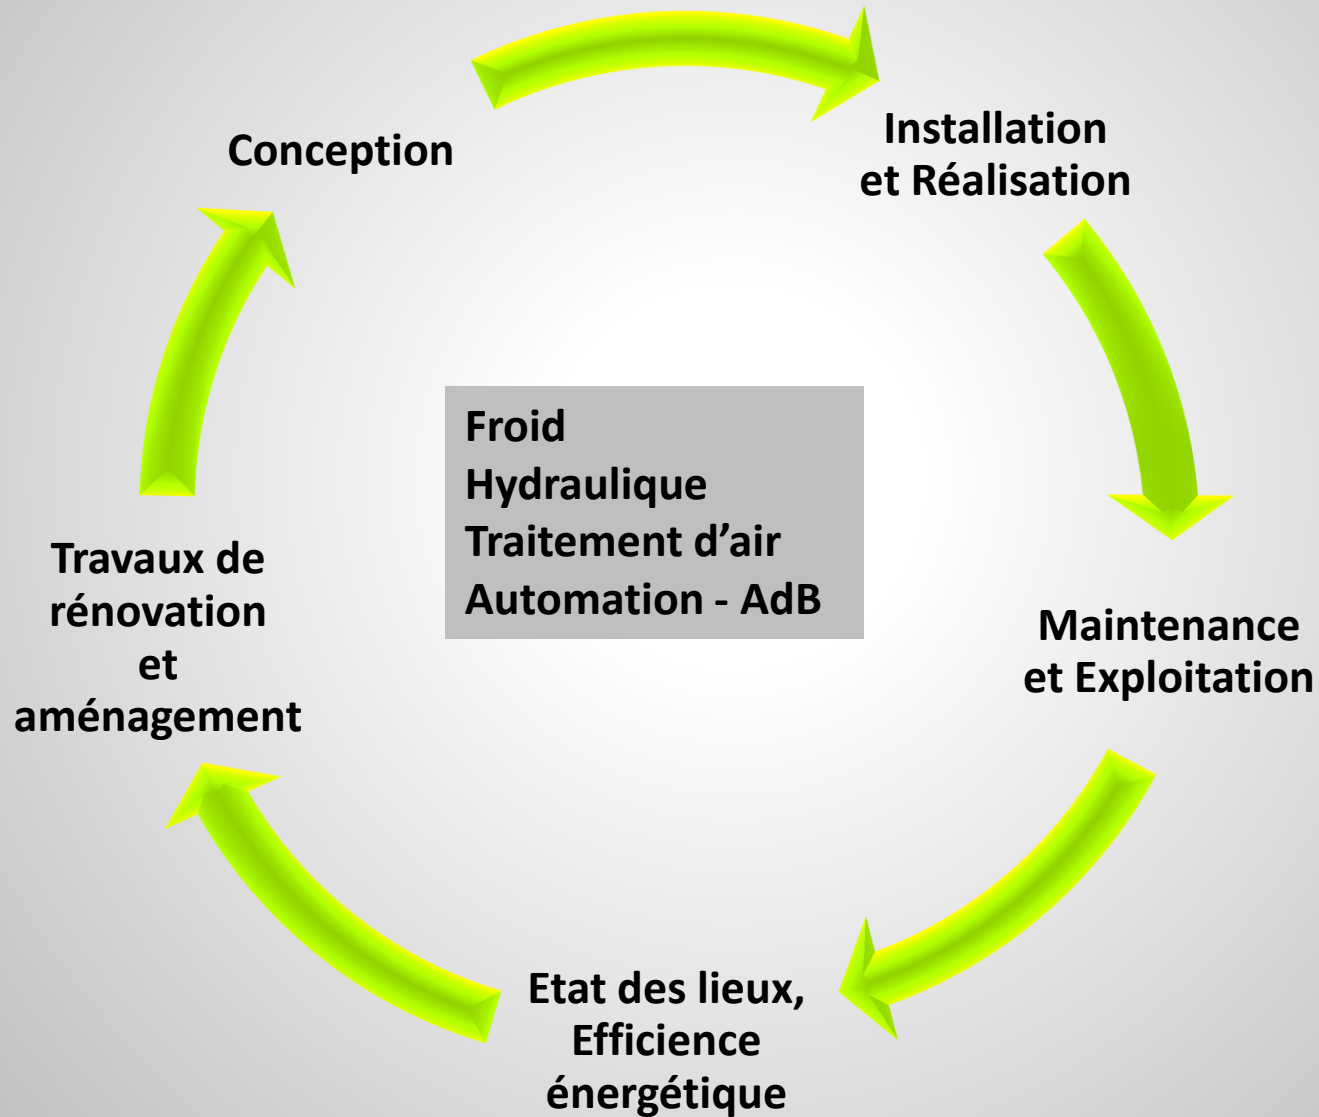 Conception
Installation
et Réalisation
Froid
Hydraulique
Traitement d’air
Automation - AdB
Maintenance
et Exploitation
Etat des lieux,
Efficience
énergétique
Travaux de
rénovation
et
aménagement